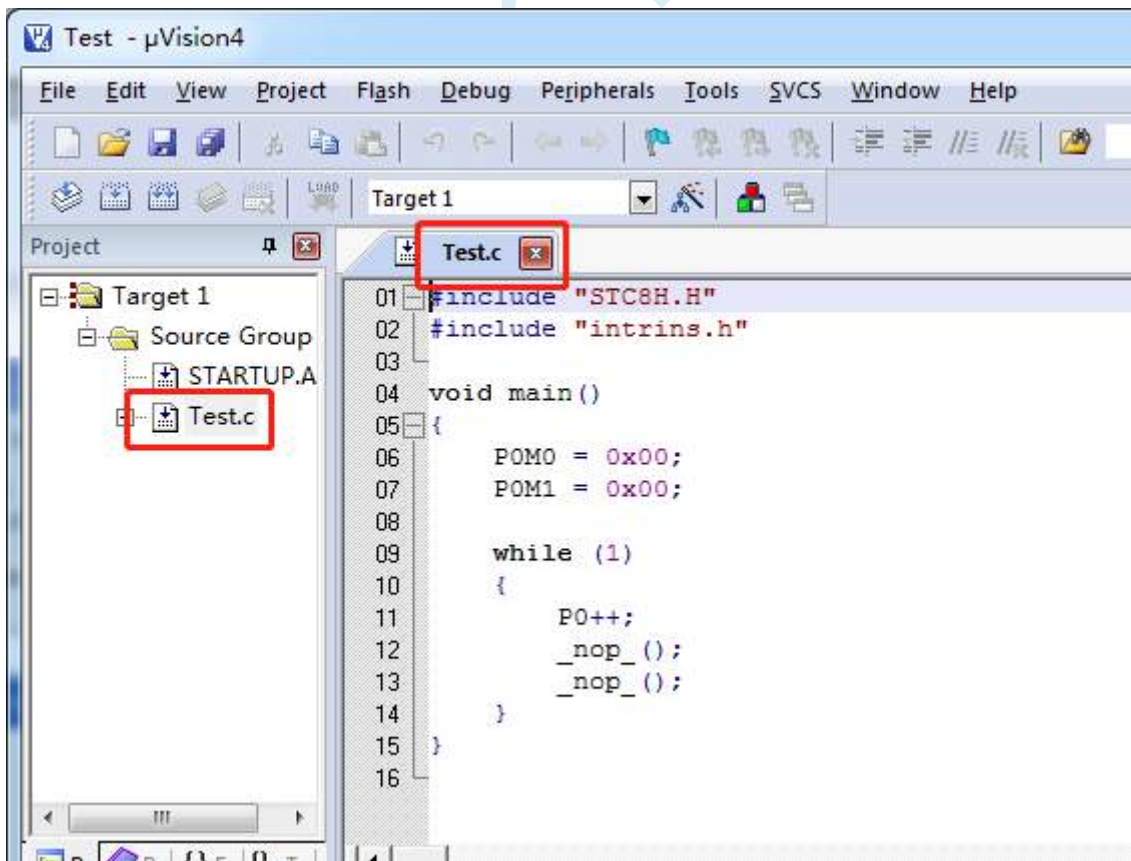 Test - µVision4
File Edit View Project Flash Debug Peripherals Tools SVCS Window Help
LOAD Target 1
Project
Test.c
Target 1
Source Group
STARTUP.A
Test.c
01 #include "STC8H.H"
02 #include "intrins.h"
03
04 void main()
05 {
06 P0M0 = 0x00;
07 P0M1 = 0x00;
08
09 while (1)
10 {
11 P0++;
12 _nop_();
13 _nop_();
14 }
15 }
16